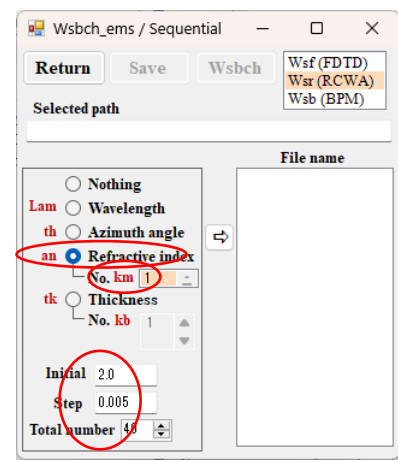 Wsbch_ems / Sequential
Return Save Wsbch
Wsf (FDTD)
Wsr (RCWA)
Wsb (BPM)
Selected path
File name
Nothing
Lam Wavelength
th Azimuth angle
an Refractive index
No. km 1
tk Thickness
No. kb 1
Initial 2.0
Step 0.005
Total number